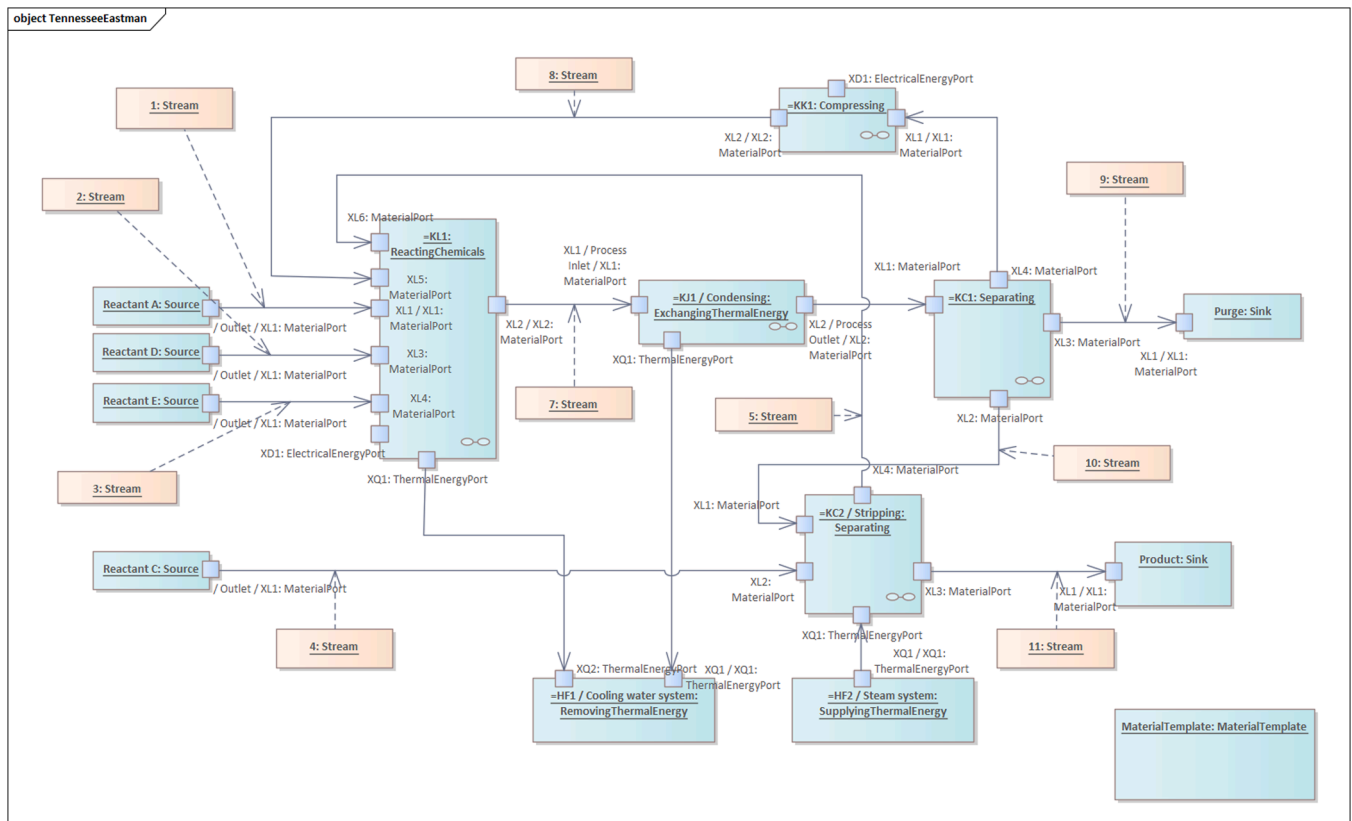 object TennesseeEastman
8: Stream
XD1: ElectricalEnergyPort
=KK1: Compressing
1: Stream
XL2 / XL2:
MaterialPort
XL1 / XL1:
MaterialPort
9: Stream
2: Stream
XL6: MaterialPort
=KL1:
ReactingChemicals
XL1 / Process
Inlet / XL1:
MaterialPort
XL1: MaterialPort
XL4: MaterialPort
XL5:
MaterialPort
Reactant A: Source
/ Outlet / XL1: MaterialPort
XL1 / XL1:
MaterialPort
=KJ1 / Condensing:
ExchangingThermalEnergy
=KC1: Separating
Purge: Sink
XL2 / XL2:
MaterialPort
XL2 / Process
Outlet / XL2:
MaterialPort
XL3: MaterialPort
XL1 / XL1:
MaterialPort
Reactant D: Source
/ Outlet / XL1: MaterialPort
XL3:
MaterialPort
XQ1: ThermalEnergyPort
Reactant E: Source
/ Outlet / XL1: MaterialPort
XL4:
MaterialPort
7: Stream
5: Stream
XL2: MaterialPort
XD1: ElectricalEnergyPort
XQ1: ThermalEnergyPort
10: Stream
3: Stream
XL4: MaterialPort
XL1: MaterialPort
=KC2 / Stripping:
Separating
Reactant C: Source
/ Outlet / XL1: MaterialPort
XL2:
MaterialPort
XL3: MaterialPort
Product: Sink
XL1 / XL1:
MaterialPort
4: Stream
XQ1: ThermalEnergyPort
11: Stream
XQ2: ThermalEnergyPort
XQ1 / XQ1:
ThermalEnergyPort
XQ1 / XQ1:
ThermalEnergyPort
=HF1 / Cooling water system:
RemovingThermalEnergy
=HF2 / Steam system:
SupplyingThermalEnergy
MaterialTemplate: MaterialTemplate